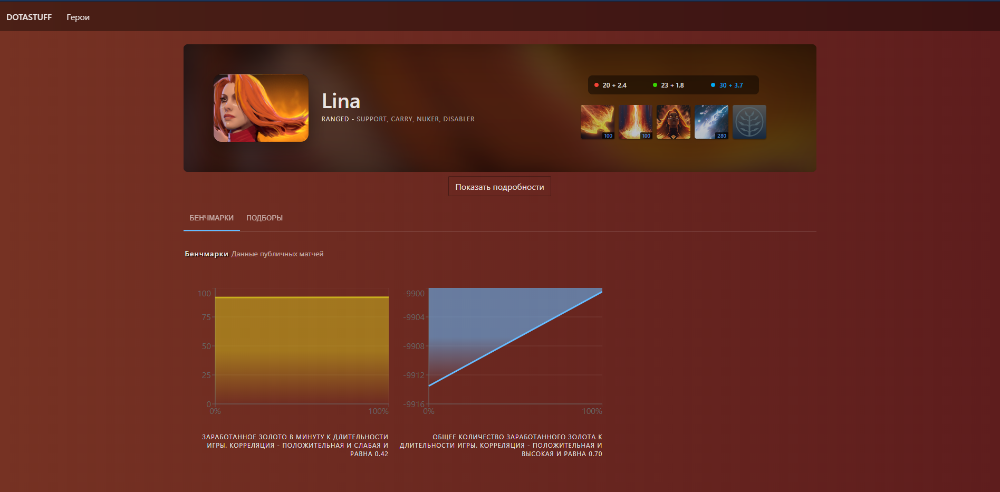 DOTASTUFF Герои
20 + 2.4 23 + 1.8 30 + 3.7
Lina
RANGED - SUPPORT, CARRY, NUKER, DISABLER
100 100 280
Показать подробности
БЕНЧМАРКИ ПОДБОРЫ
Бенчмарки Данные публичных матчей
100
75
50
25
0
0% 100%
ЗАРАБОТАННОЕ ЗОЛОТО В МИНУТУ К ДЛИТЕЛЬНОСТИ
ИГРЫ. КОРРЕЛЯЦИЯ - ПОЛОЖИТЕЛЬНАЯ И СЛАБАЯ И
РАВНА 0.42
-9900
-9904
-9908
-9912
-9916
0% 100%
ОБЩЕЕ КОЛИЧЕСТВО ЗАРАБОТАННОГО ЗОЛОТА К
ДЛИТЕЛЬНОСТИ ИГРЫ. КОРРЕЛЯЦИЯ - ПОЛОЖИТЕЛЬНАЯ И
ВЫСОКАЯ И РАВНА 0.70